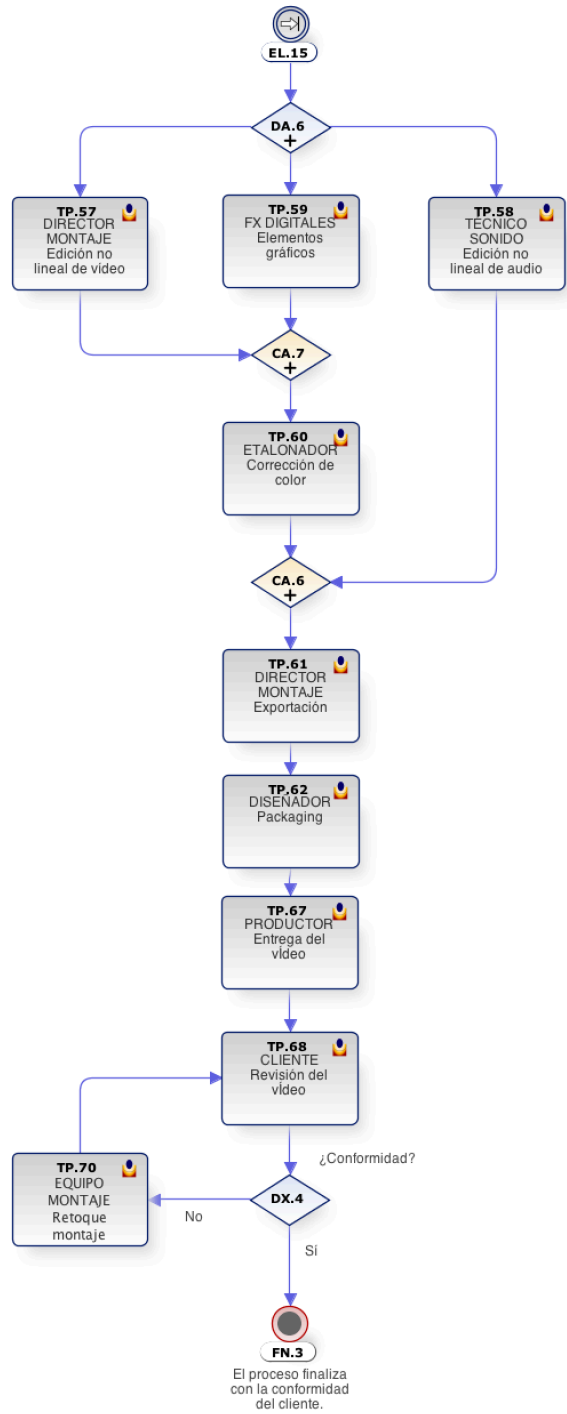 EL.15
DA.6
TP.57
DIRECTOR
MONTAJE
Edición no
lineal de vídeo
TP.59
FX DIGITALES
Elementos
gráficos
TP.58
TÉCNICO
SONIDO
Edición no
lineal de audio
CA.7
TP.60
ETALONADOR
Corrección de
color
CA.6
TP.61
DIRECTOR
MONTAJE
Exportación
TP.62
DISEÑADOR
Packaging
TP.67
PRODUCTOR
Entrega del
vÍdeo
TP.68
CLIENTE
Revisión del
vÍdeo
¿Conformidad?
TP.70
EQUIPO
MONTAJE
Retoque
montaje
DX.4
No
Sí
FN.3
El proceso finaliza
con la conformidad
del cliente.